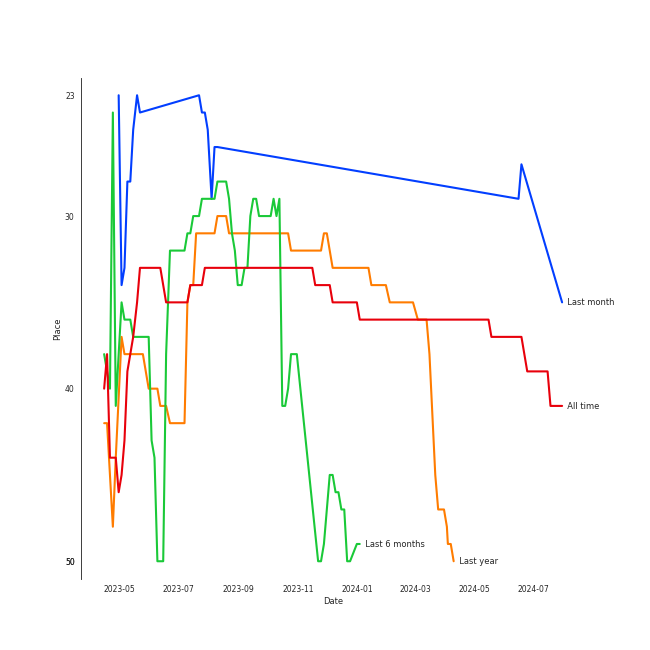 23
30
Last month
Place
40
All time
Last 6 months
50
Last year
2023-05 2023-07 2023-09 2023-11 2024-01 2024-03 2024-05 2024-07
Date